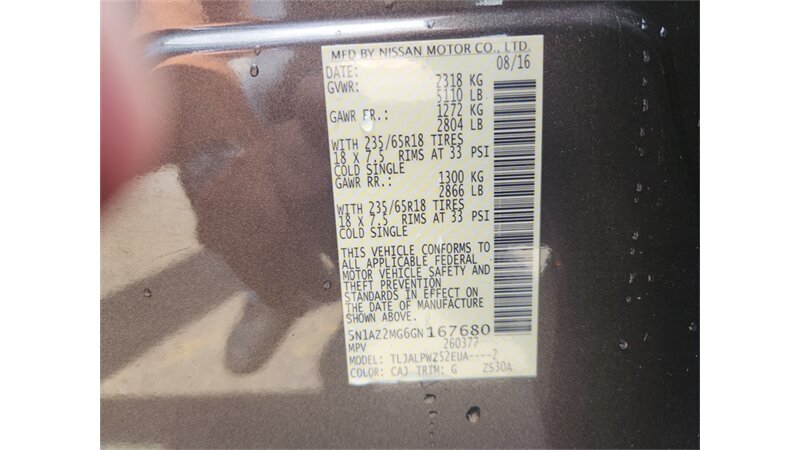 MFD BY NISSAN MOTOR CO., LTD.
DATE: 08/16
GVWR: 2318 KG
5110 LB
GAWR FR.: 1272 KG
2804 LB
WITH 235/65R18 TIRES
18 X 7.5 RIMS AT 33 PSI
COLD SINGLE
GAWR RR.: 1300 KG
2866 LB
WITH 235/65R18 TIRES
18 X 7.5 RIMS AT 33 PSI
COLD SINGLE
THIS VEHICLE CONFORMS TO
ALL APPLICABLE FEDERAL
MOTOR VEHICLE SAFETY AND
THEFT PREVENTION
STANDARDS IN EFFECT ON
THE DATE OF MANUFACTURE
SHOWN ABOVE.
5N1AZ2MG6GN167680
MPV 260377
MODEL: TLJALPWZ52EUA----2
COLOR: CAJ TRIM: G ZS30A